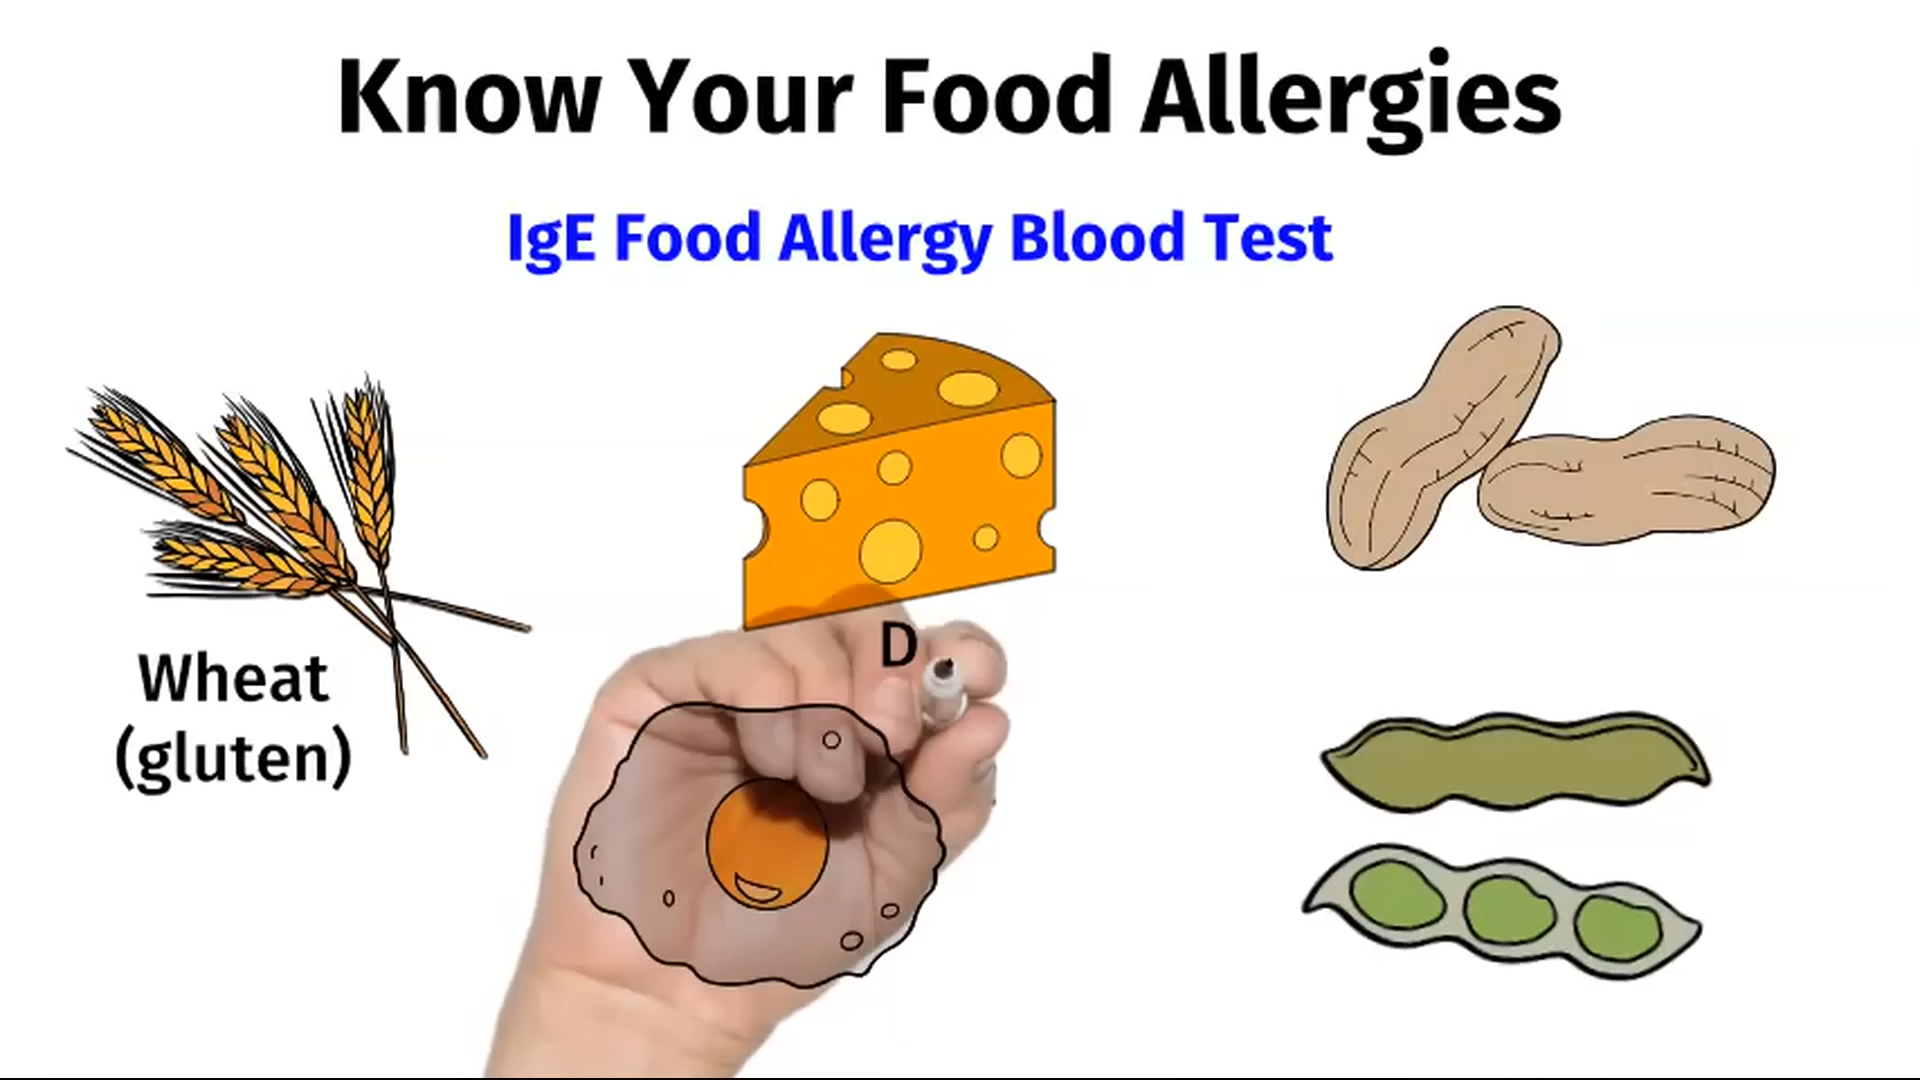 Know Your Food Allergies
IgE Food Allergy Blood Test
D
Wheat
(gluten)